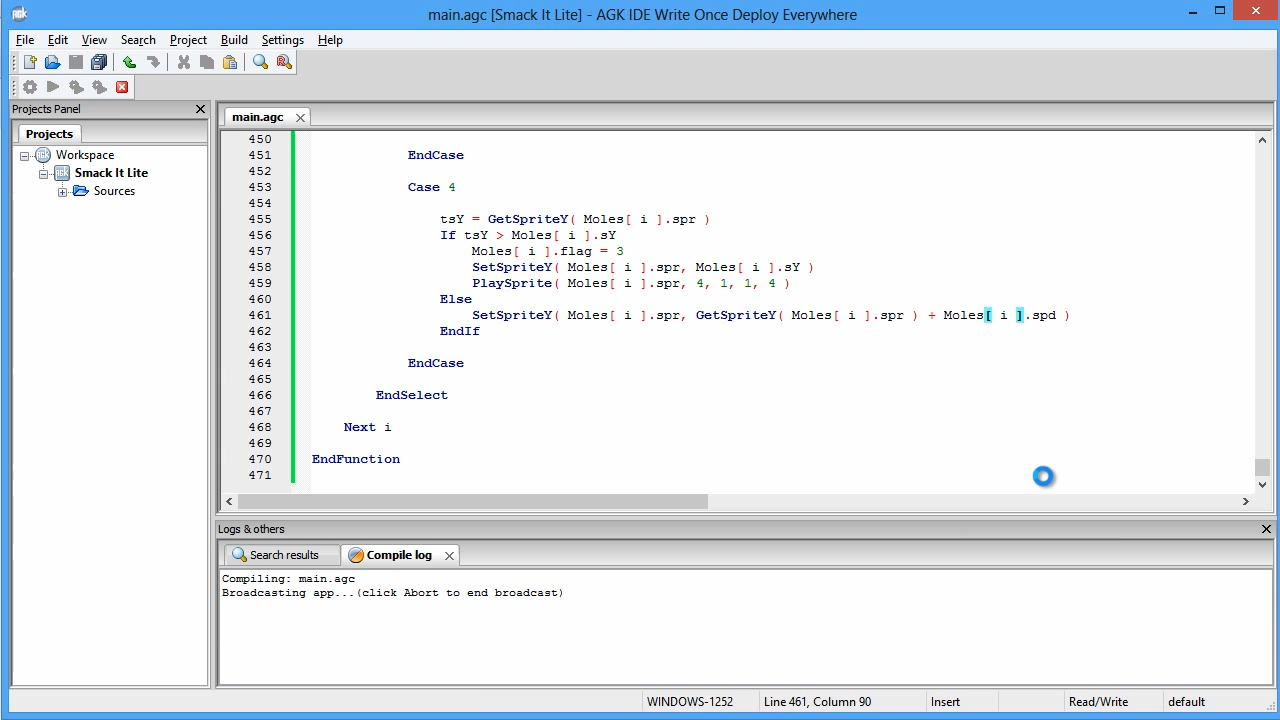 main.agc [Smack It Lite] - AGK IDE Write Once Deploy Everywhere
File Edit View Search Project Build Settings Help
Projects Panel
Projects
Workspace
Smack It Lite
Sources
main.agc
450
451 EndCase
452
453 Case 4
454
455 tsY = GetSpriteY( Moles[ i ].spr )
456 If tsY > Moles[ i ].sY
457 Moles[ i ].flag = 3
458 SetSpriteY( Moles[ i ].spr, Moles[ i ].sY )
459 PlaySprite( Moles[ i ].spr, 4, 1, 1, 4 )
460 Else
461 SetSpriteY( Moles[ i ].spr, GetSpriteY( Moles[ i ].spr ) + Moles[ i ].spd )
462 EndIf
463
464 EndCase
465
466 EndSelect
467
468 Next i
469
470 EndFunction
471
Logs & others
Search results Compile log
Compiling: main.agc
Broadcasting app...(click Abort to end broadcast)
WINDOWS-1252 Line 461, Column 90 Insert Read/Write default